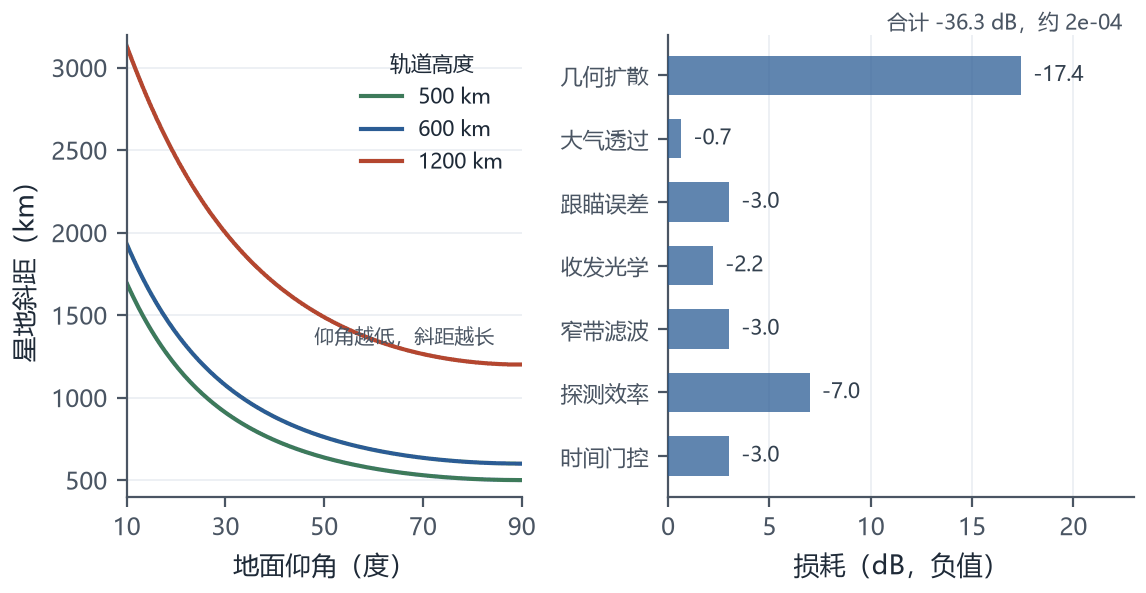 合计 -36.3 dB，约 2e-04
轨道高度
500 km
600 km
1200 km
仰角越低，斜距越长
星地斜距（km）
3000
2500
2000
1500
1000
500
10 30 50 70 90
地面仰角（度）
几何扩散 -17.4
大气透过 -0.7
跟瞄误差 -3.0
收发光学 -2.2
窄带滤波 -3.0
探测效率 -7.0
时间门控 -3.0
0 5 10 15 20
损耗（dB，负值）